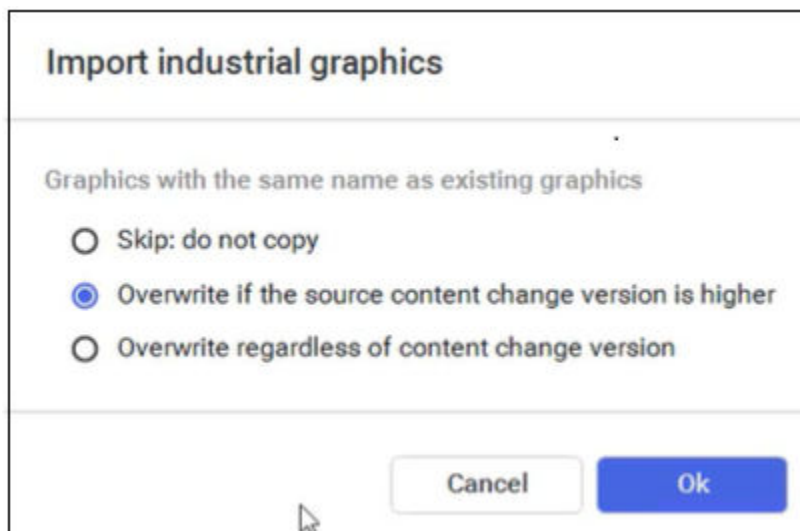 Import industrial graphics
Graphics with the same name as existing graphics
Skip: do not copy
Overwrite if the source content change version is higher
Overwrite regardless of content change version
Cancel
Ok